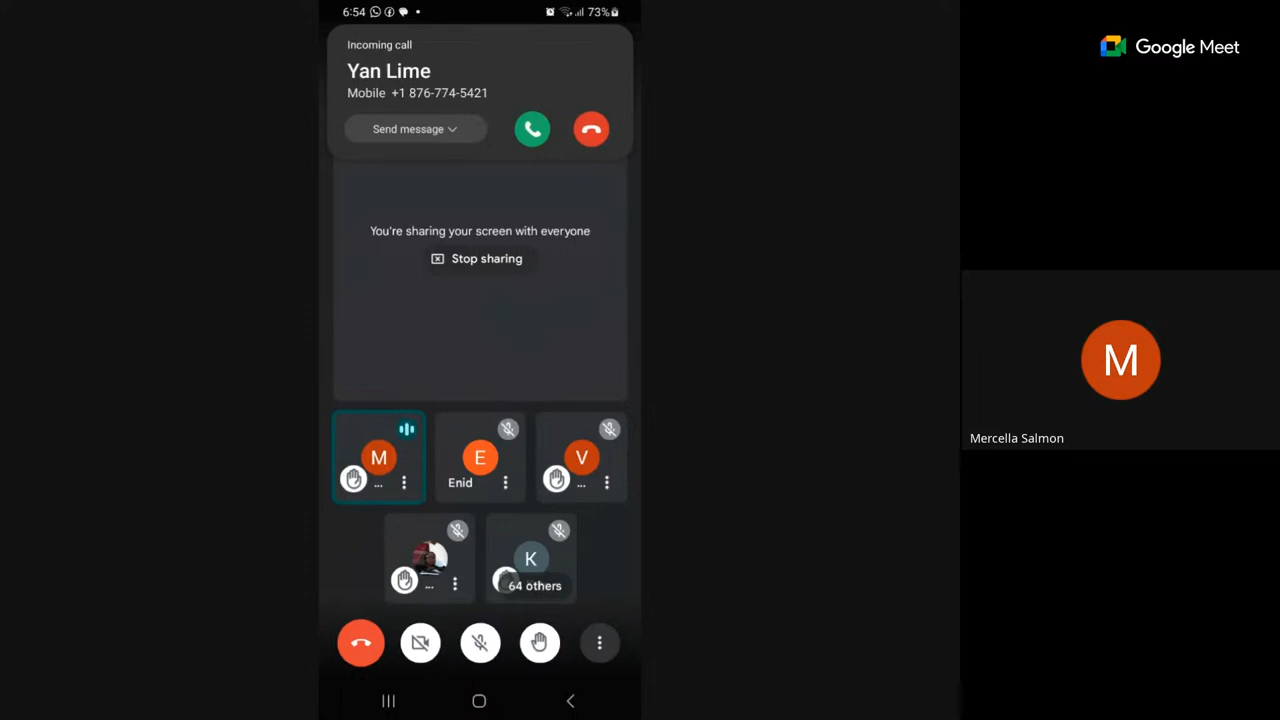 6:54
73%
Incoming call
Yan Lime
Mobile +1 876-774-5421
Send message
You're sharing your screen with everyone
Stop sharing
M
E
V
...
Enid
...
K
...
64 others
Google Meet
M
Mercella Salmon